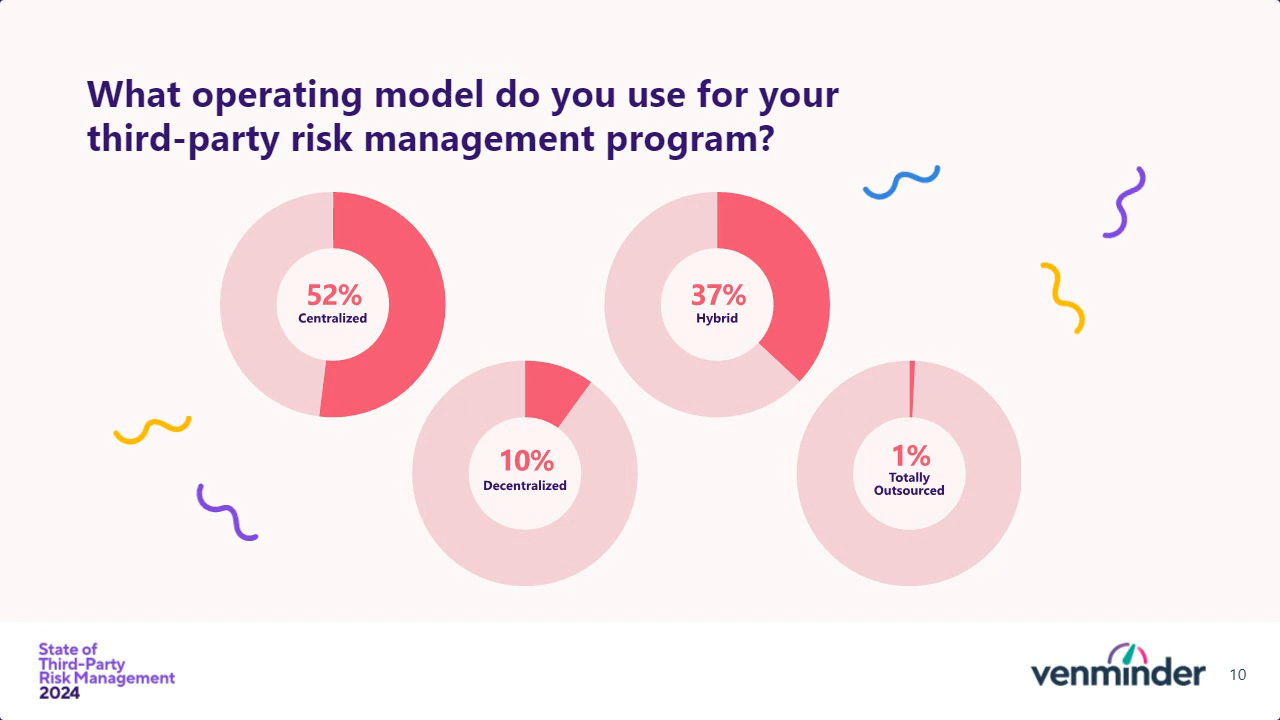 What operating model do you use for your
third-party risk management program?
52%
Centralized
37%
Hybrid
10%
Decentralized
1%
Totally
Outsourced
State of
Third-Party
Risk Management
2024
venminder
10